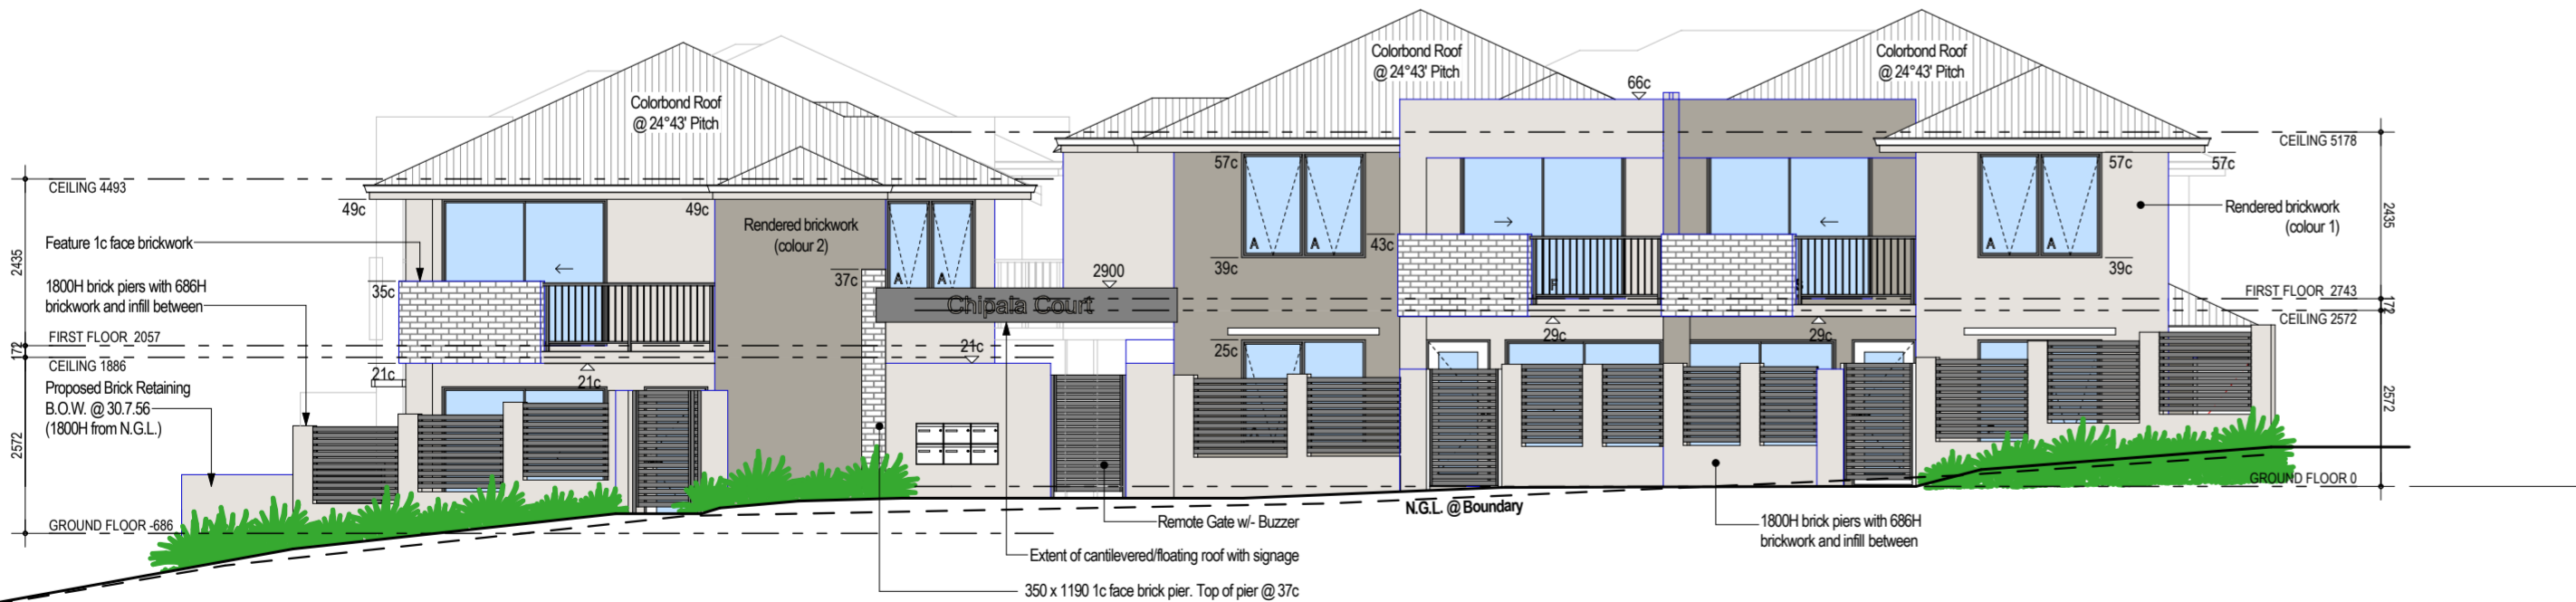 Colorbond Roof
@ 24°43' Pitch
Colorbond Roof
@ 24°43' Pitch
Colorbond Roof
@ 24°43' Pitch
66c
CEILING 5178
CEILING 4493
57c
57c
57c
49c
49c
Rendered brickwork
(colour 2)
Rendered brickwork
(colour 1)
2435
2435
Feature 1c face brickwork
43c
A
A
A
A
39c
39c
1800H brick piers with 686H
brickwork and infill between
35c
37c
A
A
2900
Chipala Court
F
FIRST FLOOR 2743
172
CEILING 2572
FIRST FLOOR 2057
172
CEILING 1886
29c
29c
21c
25c
21c
21c
Proposed Brick Retaining
B.O.W. @ 30.7.56
(1800H from N.G.L.)
2572
2572
GROUND FLOOR 0
GROUND FLOOR -686
N.G.L. @ Boundary
Remote Gate w/- Buzzer
1800H brick piers with 686H
brickwork and infill between
Extent of cantilevered/floating roof with signage
350 x 1190 1c face brick pier. Top of pier @ 37c